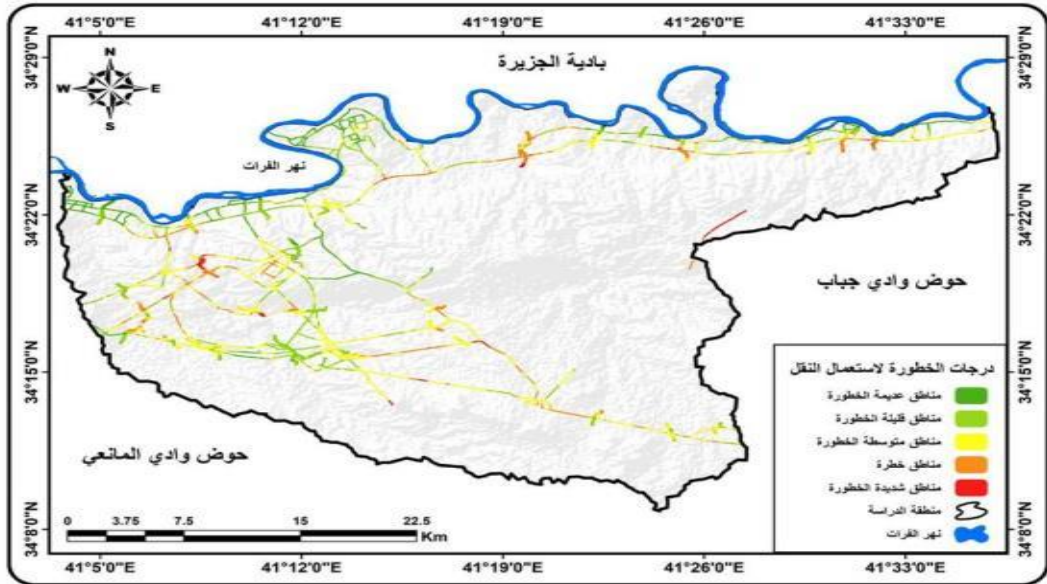 41°5'0"E 41°12'0"E 41°19'0"E 41°26'0"E 41°33'0"E
34°29'0"N 34°29'0"N
N
W E
S
بادية الجزيرة
نهر الفرات
34°22'0"N 34°22'0"N
حوض وادي جباب
34°15'0"N 34°15'0"N
درجات الخطورة لاستعمال النقل
مناطق عديمة الخطورة
مناطق قليلة الخطورة
مناطق متوسطة الخطورة
مناطق خطرة
مناطق شديدة الخطورة
منطقة الدراسة
نهر الفرات
حوض وادي المانعي
0 3.75 7.5 15 22.5
Km
34°8'0"N 34°8'0"N
41°5'0"E 41°12'0"E 41°19'0"E 41°26'0"E 41°33'0"E